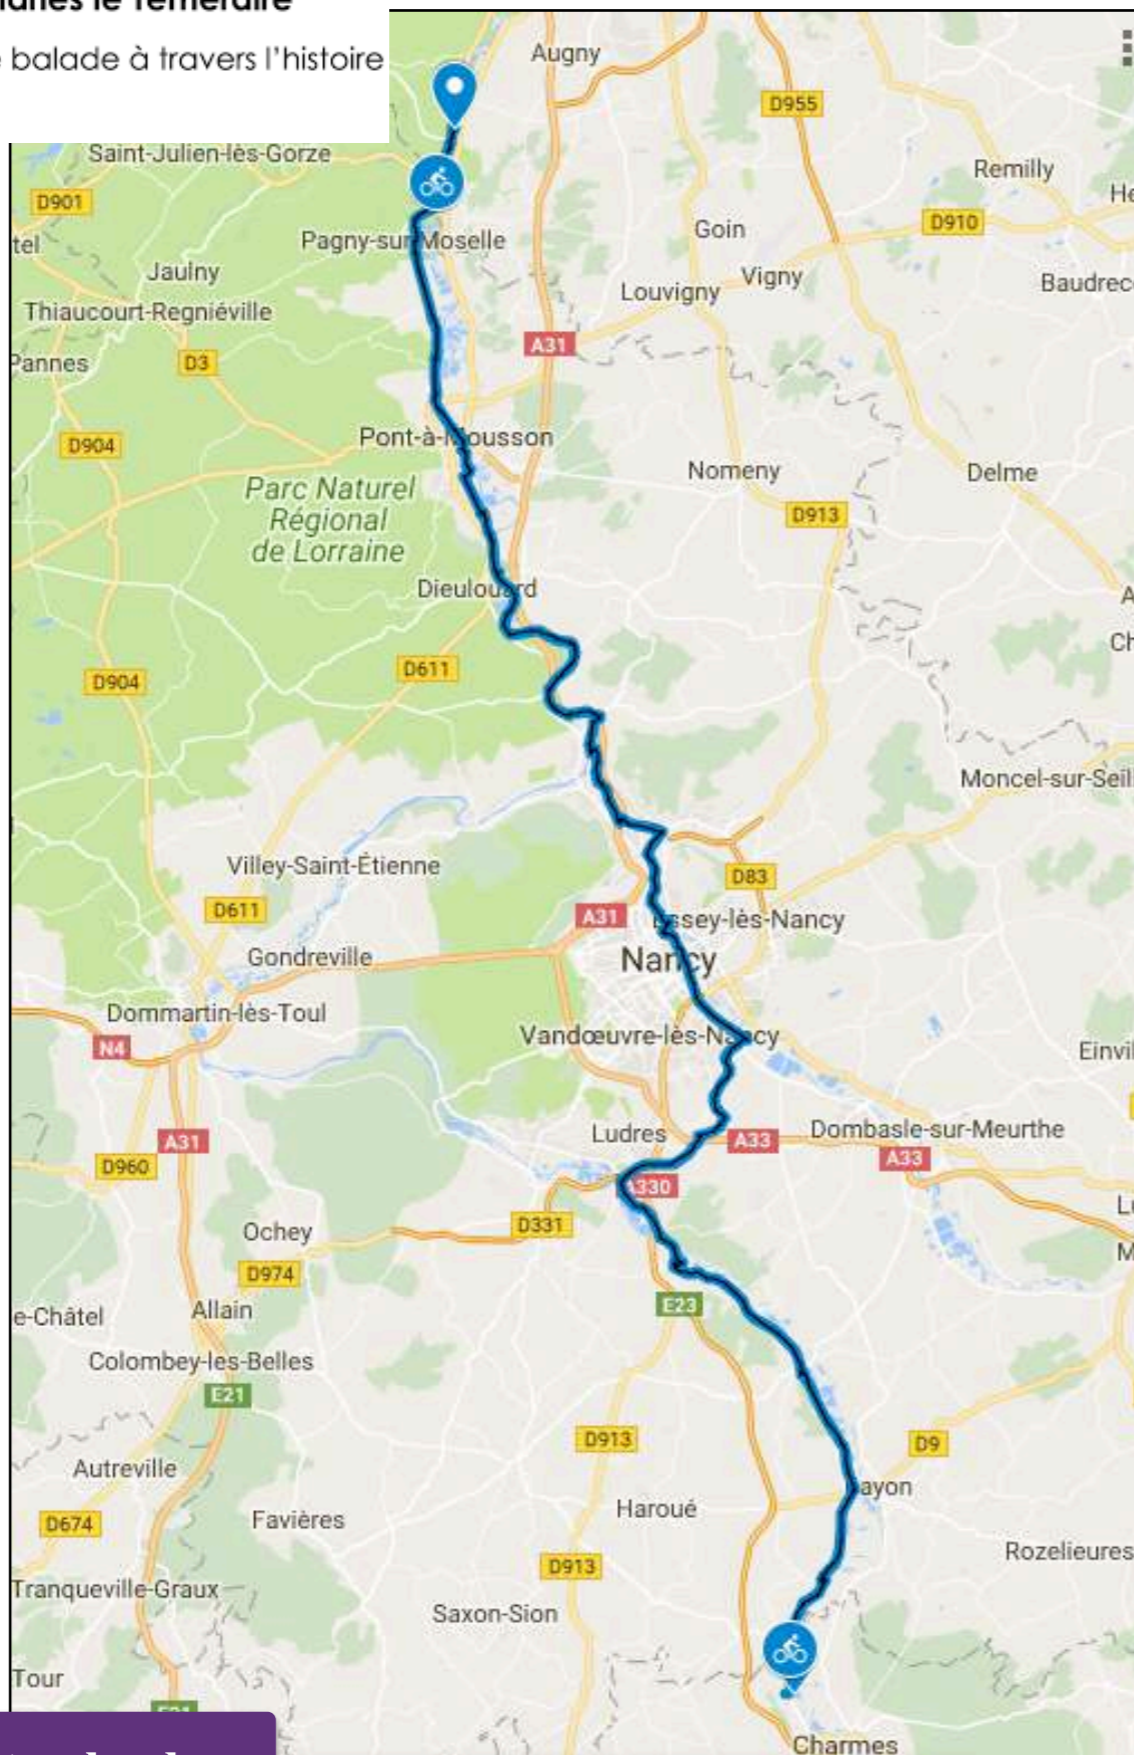 le Téméraire
balade à travers l'histoire
Augny
D955
Saint-Julien-lès-Gorze
Remilly
D901
D910
Goin
Pagny-sur-Moselle
Jaulny
Vigny
Louvigny
Thiaucourt-Regniéville
A31
Pannes
D3
Pont-à-Mousson
D904
Nomeny
Delme
Parc Naturel
Régional
de Lorraine
D913
Dieulouard
D611
D904
Moncel-sur-Seil
Villey-Saint-Étienne
D83
D611
A31
Essey-lès-Nancy
Gondreville
Nancy
Dommartin-lès-Toul
Vandœuvre-lès-Nancy
N4
Einvil
Ludres
Dombasle-sur-Meurthe
A31
A33
A33
D960
A330
D331
Ochey
D974
E23
e-Châtel
Allain
Colombey-les-Belles
E21
D913
D9
Autreville
ayon
Haroué
Favières
D674
Rozelieures
D913
Tranqueville-Graux
Saxon-Sion
Tour
Charmes